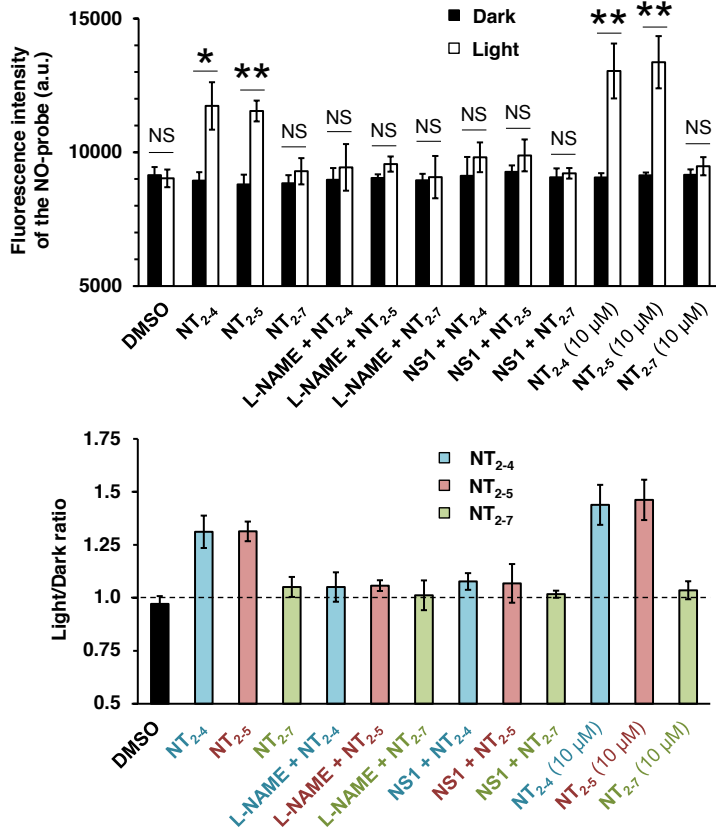 Fluorescence intensity
of the NO-probe (a.u.)
15000
10000
5000
Dark
Light
NS
*
**
NS
NS
NS
NS
NS
NS
NS
**
**
NS
DMSO
NT2-4
NT2-5
NT2-7
L-NAME + NT2-4
L-NAME + NT2-5
L-NAME + NT2-7
NS1 + NT2-4
NS1 + NT2-5
NS1 + NT2-7
NT2-4 (10 µM)
NT2-5 (10 µM)
NT2-7 (10 µM)
Light/Dark ratio
1.75
1.5
1.25
1.0
0.75
0.5
NT2-4
NT2-5
NT2-7
DMSO
NT2-4
NT2-5
NT2-7
L-NAME + NT2-4
L-NAME + NT2-5
L-NAME + NT2-7
NS1 + NT2-4
NS1 + NT2-5
NS1 + NT2-7
NT2-4 (10 µM)
NT2-5 (10 µM)
NT2-7 (10 µM)